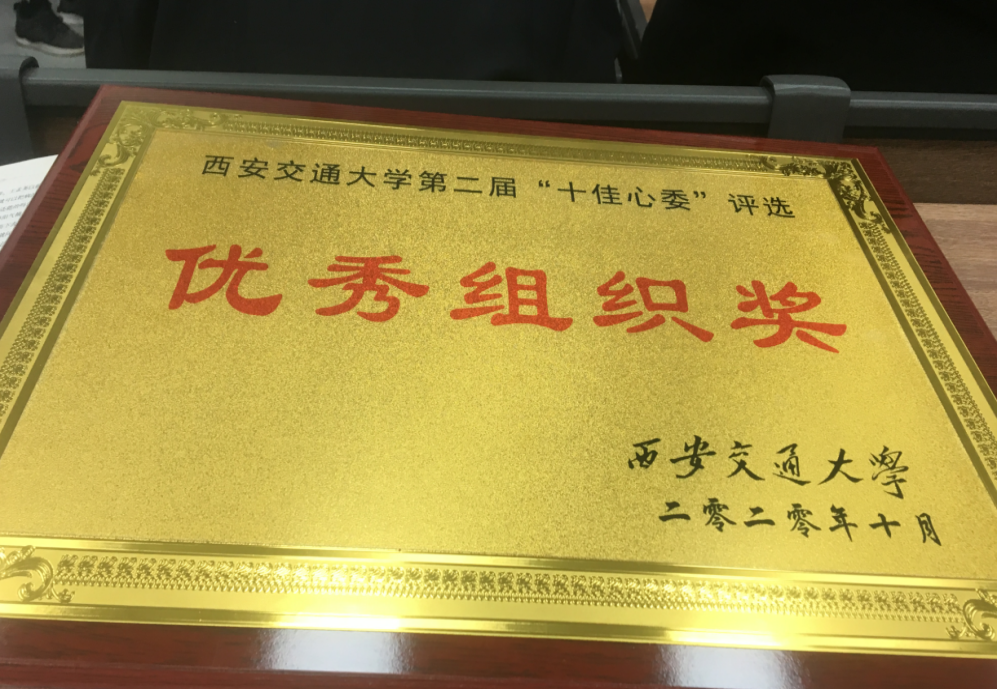 西安交通大学第二届“十佳心委”评选
优秀组织奖
西安交通大學
二零二零年十月